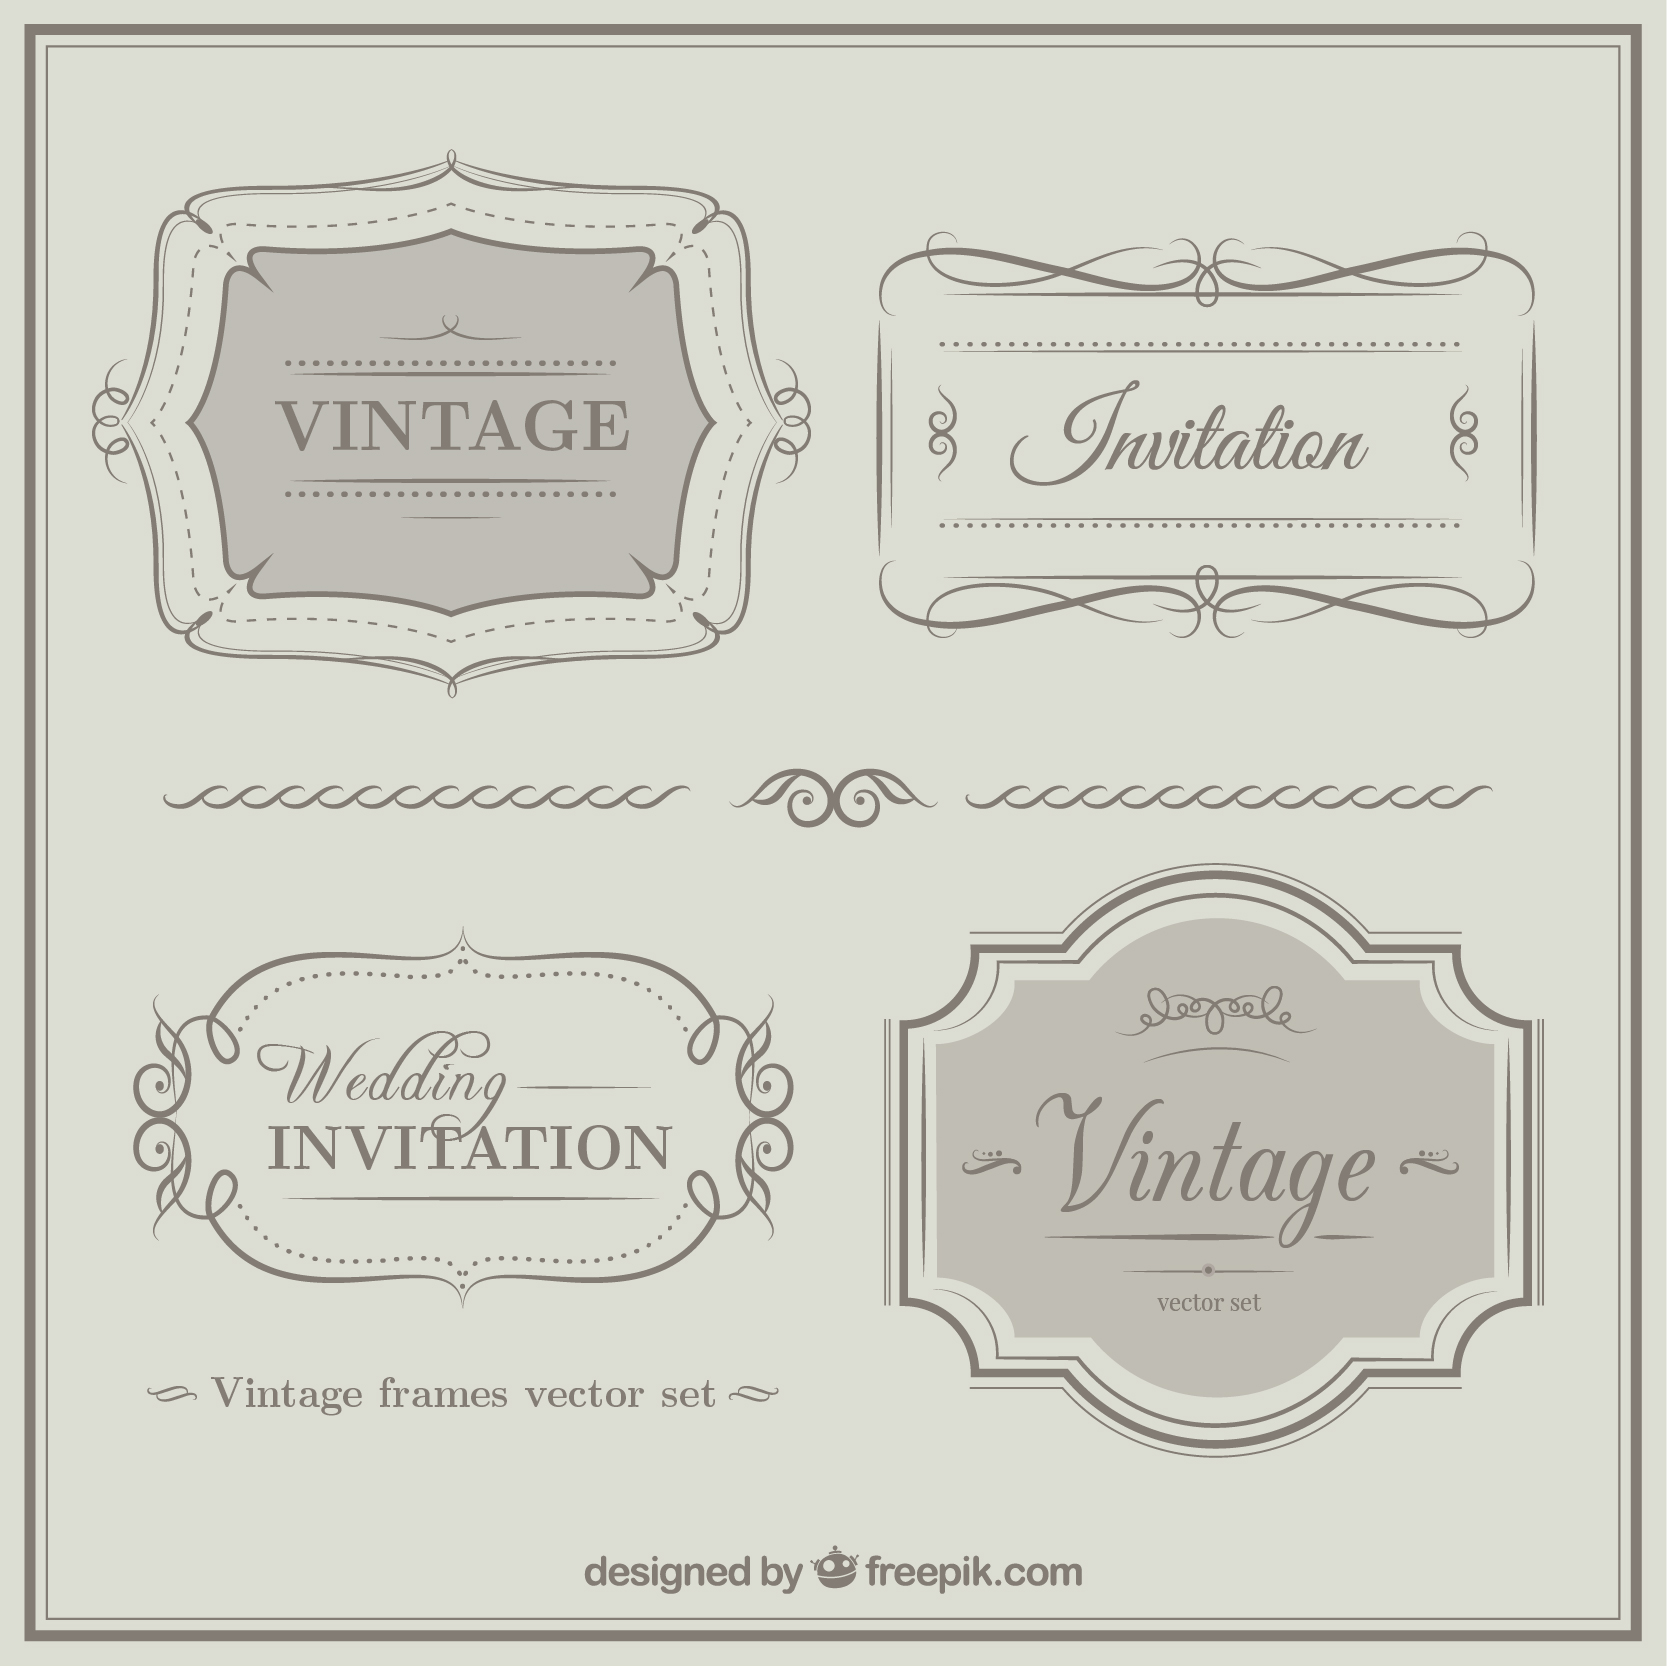 VINTAGE
Invitation
Wedding
INVITATION
Vintage
vector set
Vintage frames vector set
designed by freepik.com